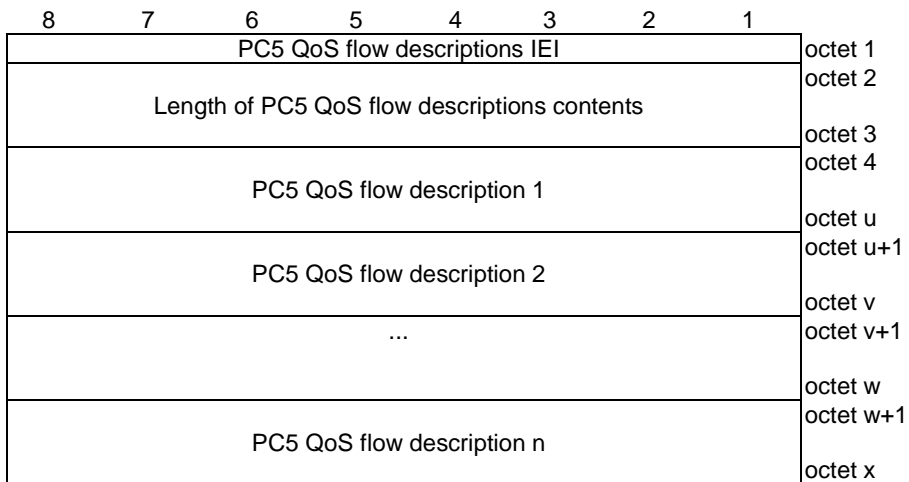 8 7 6 5 4 3 2 1
PC5 QoS flow descriptions IEI octet 1
octet 2
Length of PC5 QoS flow descriptions contents
octet 3
octet 4
PC5 QoS flow description 1
octet u
octet u+1
PC5 QoS flow description 2
octet v
... octet v+1
octet w
octet w+1
PC5 QoS flow description n
octet x